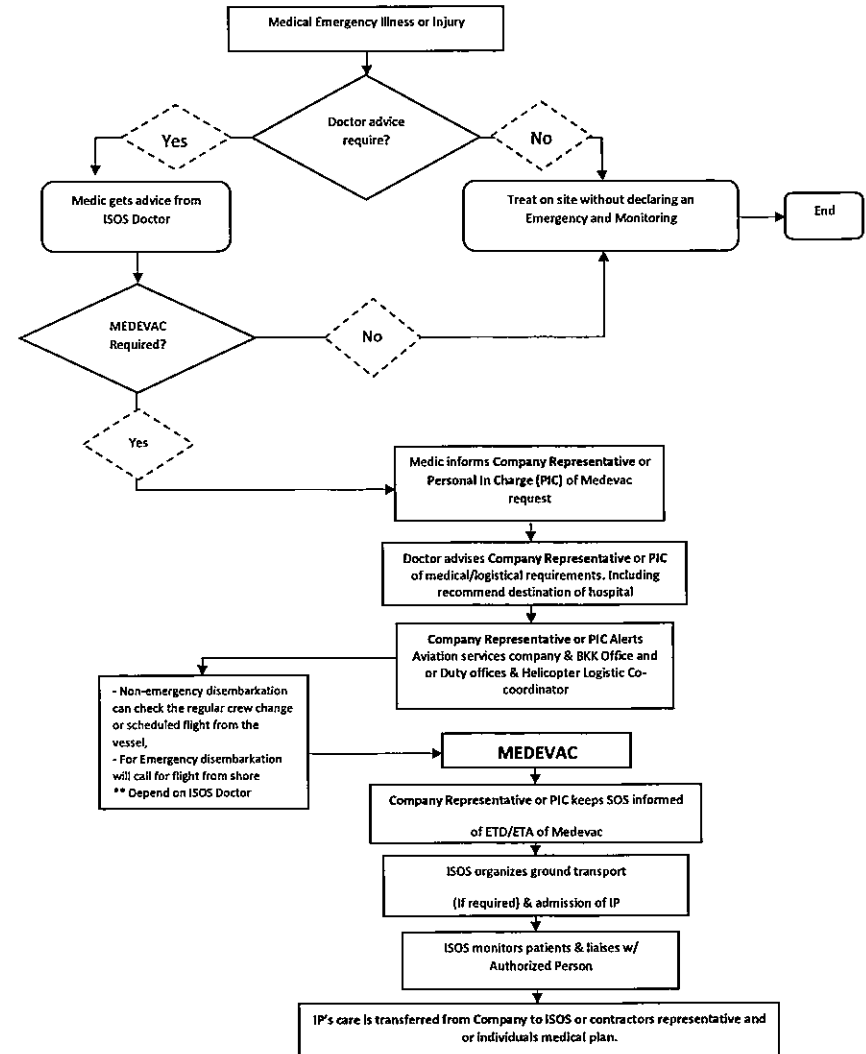 Medical Emergency Illness or Injury
Doctor advice
require?
Yes
No
Medic gets advice from
ISOS Doctor
Treat on site without declaring an
Emergency and Monitoring
End
MEDEVAC
Required?
No
Yes
Medic informs Company Representative or
Personal In Charge (PIC) of Medevac
request
Doctor advises Company Representative or PIC
of medical/logistical requirements. Including
recommend destination of hospital
Company Representative or PIC Alerts
Aviation services company & BKK Office and
or Duty offices & Helicopter Logistic Co-
coordinator
- Non-emergency disembarkation
can check the regular crew change
or scheduled flight from the
vessel,
- For Emergency disembarkation
will call for flight from shore
** Depend on ISOS Doctor
MEDEVAC
Company Representative or PIC keeps SOS informed
of ETD/ETA of Medevac
ISOS organizes ground transport
(If required) & admission of IP
ISOS monitors patients & liaises w/
Authorized Person
IP's care is transferred from Company to ISOS or contractors representative and
or individuals medical plan.